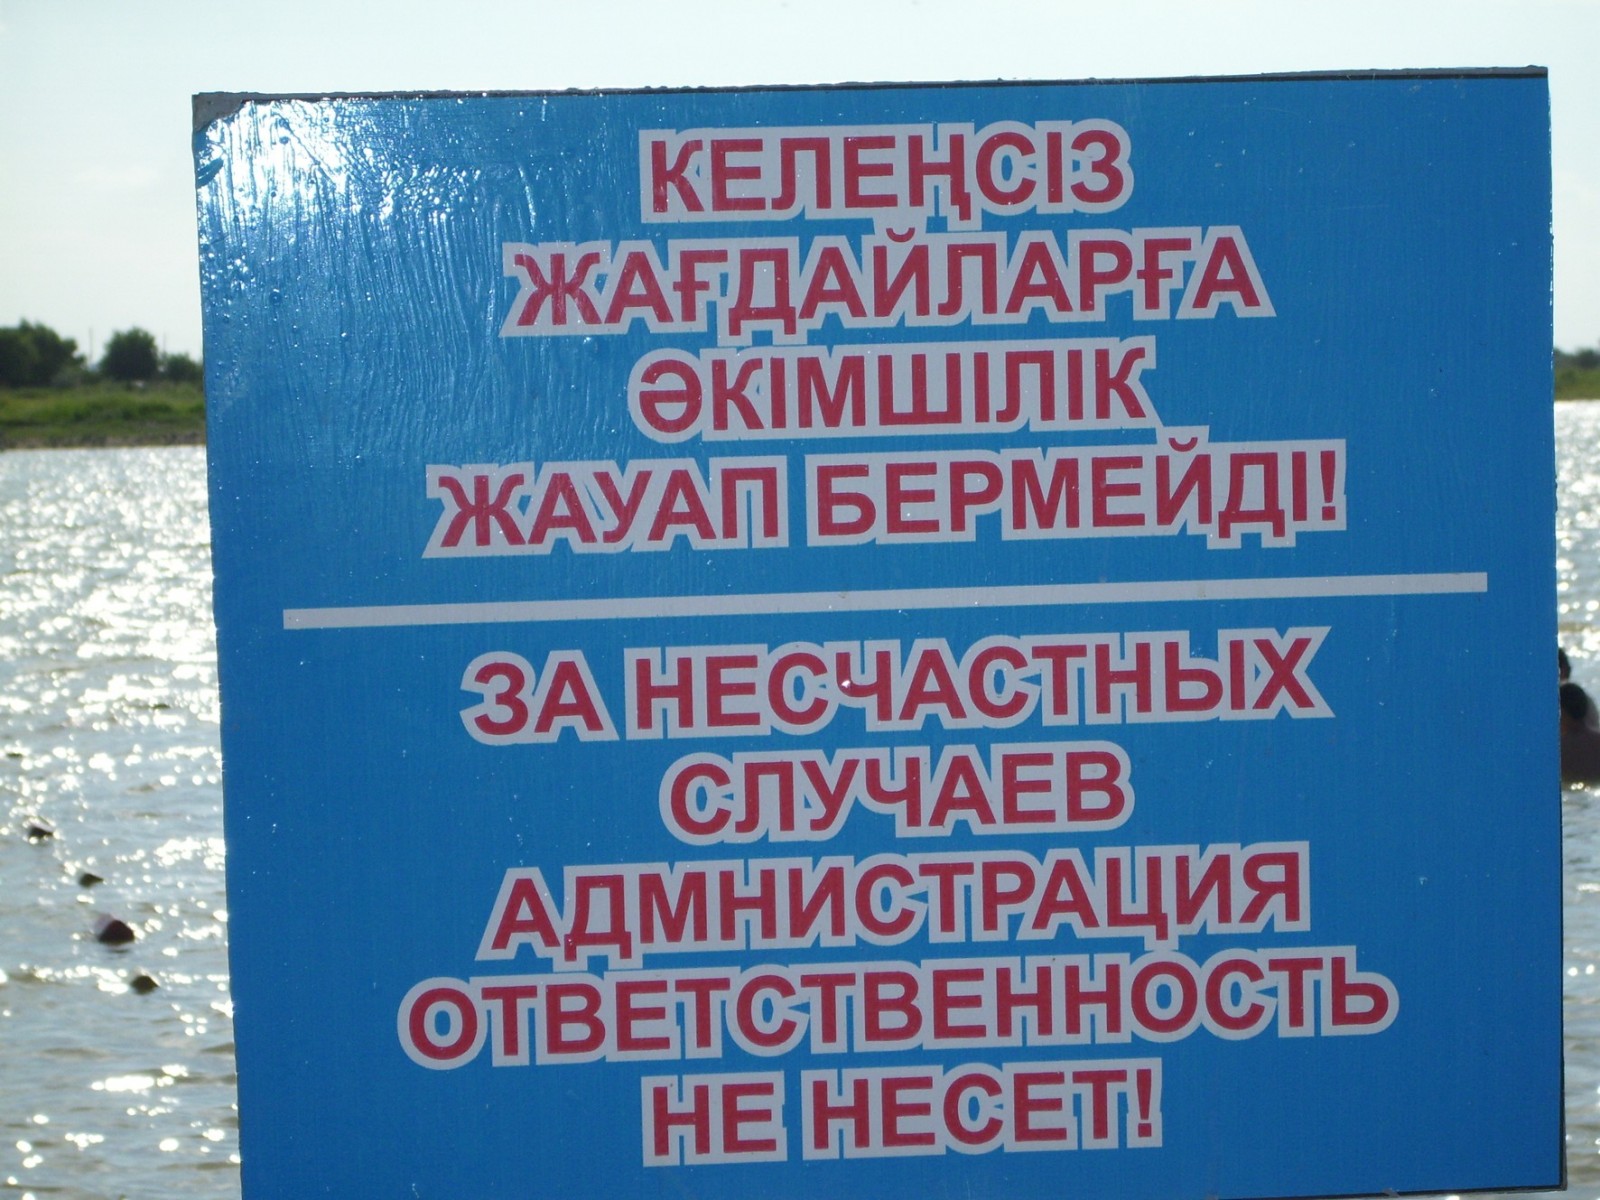 КЕЛЕҢСІЗ
ЖАҒДАЙЛАРҒА
ӘКІМШІЛІК
ЖАУАП БЕРМЕЙДІ!
ЗА НЕСЧАСТНЫХ
СЛУЧАЕВ
АДМНИСТРАЦИЯ
ОТВЕТСТВЕННОСТЬ
НЕ НЕСЕТ!